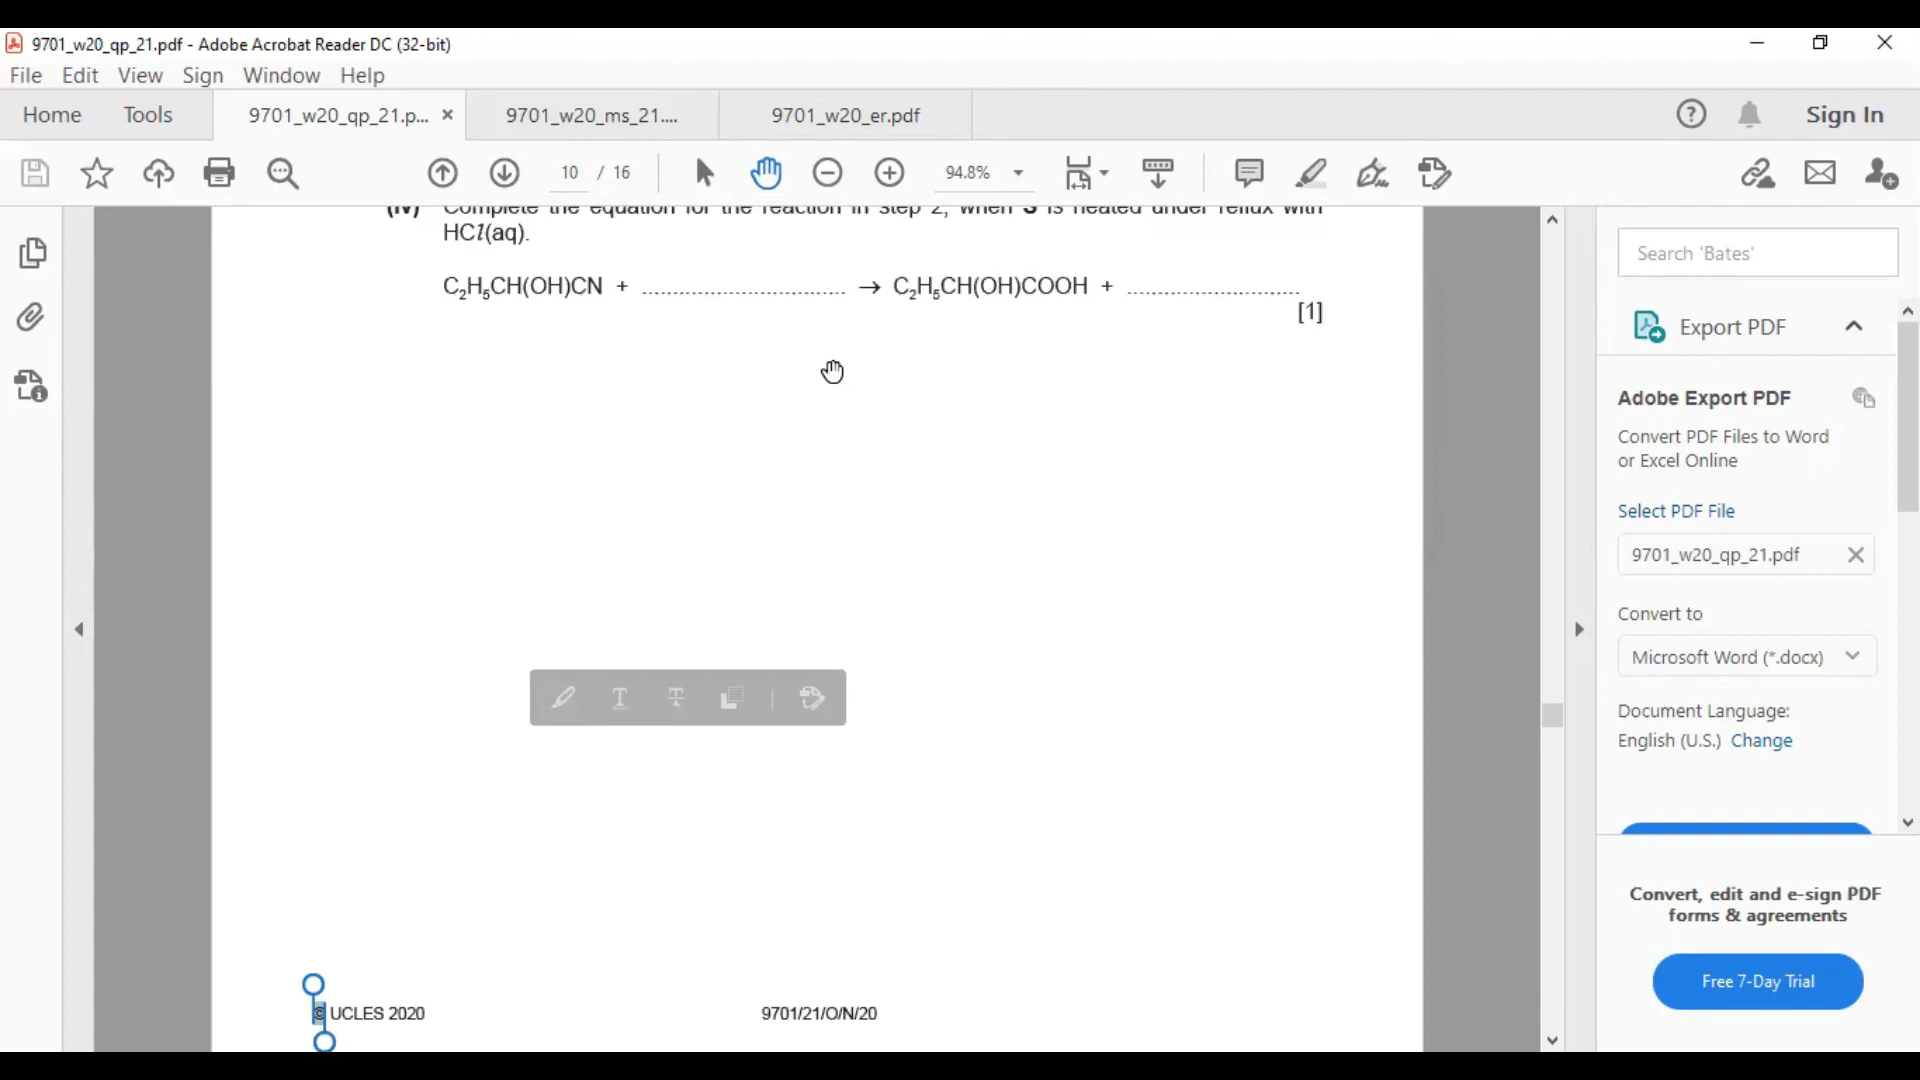 9701_w20_qp_21.pdf - Adobe Acrobat Reader DC (32-bit)
File Edit View Sign Window Help
Home Tools 9701_w20_qp_21.p... × 9701_w20_ms_21.... 9701_w20_er.pdf Sign In
10 / 16 94.8%
(iv) Complete the equation for the reaction in step 2, when S is heated under reflux with
HCl(aq).
C₂H₅CH(OH)CN + .................................. → C₂H₅CH(OH)COOH + .............................
[1]
© UCLES 2020
9701/21/O/N/20
Search 'Bates'
Export PDF
Adobe Export PDF
Convert PDF Files to Word
or Excel Online
Select PDF File
9701_w20_qp_21.pdf
Convert to
Microsoft Word (*.docx)
Document Language:
English (U.S.) Change
Convert, edit and e-sign PDF
forms & agreements
Free 7-Day Trial